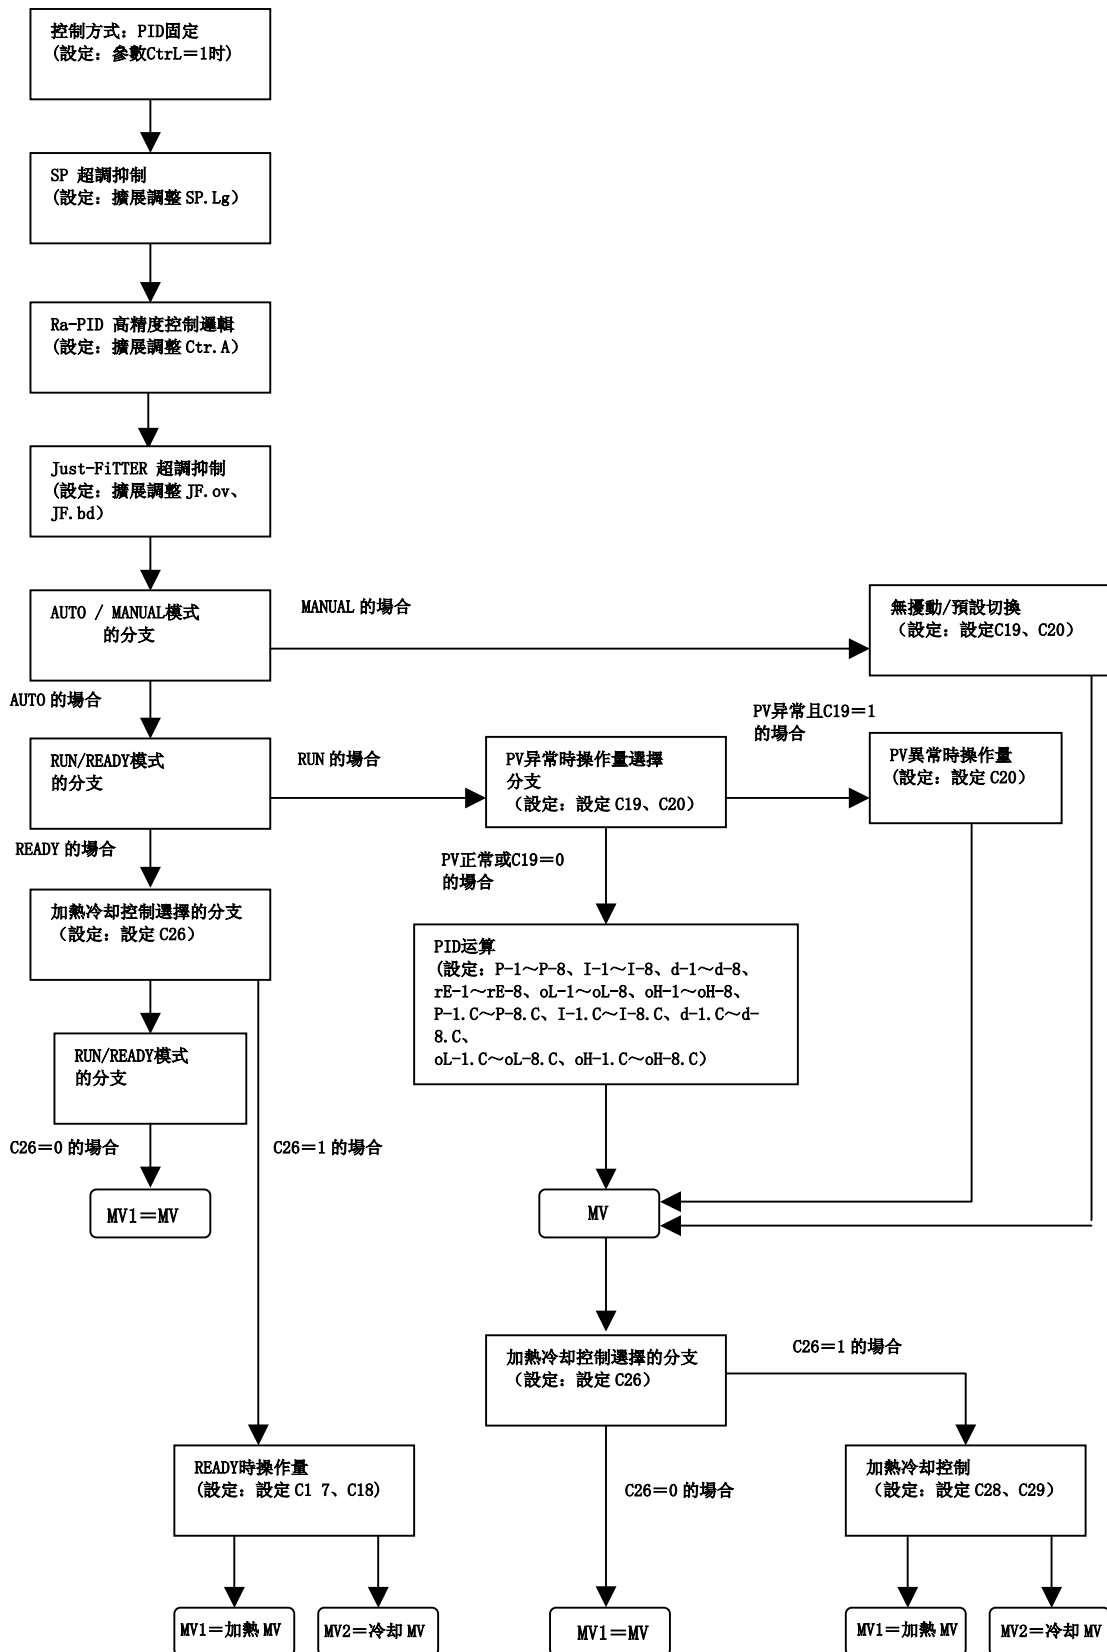 控制方式：PID固定
(設定：參數CtrL＝1时)
SP 超調抑制
(設定：擴展調整 SP.Lg)
Ra-PID 高精度控制邏輯
(設定：擴展調整 Ctr.A)
Just-FiTTER 超調抑制
(設定：擴展調整 JF.ov、
JF.bd)
AUTO / MANUAL模式
的分支
MANUAL 的場合
無擾動/預設切換
（設定：設定C19、C20）
AUTO 的場合
RUN/READY模式
的分支
RUN 的場合
PV异常時操作量選擇
分支
（設定：設定 C19、C20）
PV异常且C19＝1
的場合
PV異常時操作量
(設定：設定 C20）
READY 的場合
PV正常或C19＝0
的場合
加熱冷却控制選擇的分支
（設定：設定 C26）
PID运算
(設定：P-1～P-8、I-1～I-8、d-1～d-8、
rE-1～rE-8、oL-1～oL-8、oH-1～oH-8、
P-1.C～P-8.C、I-1.C～I-8.C、d-1.C～d-
8.C、
oL-1.C～oL-8.C、oH-1.C～oH-8.C）
RUN/READY模式
的分支
C26＝0 的場合
C26＝1 的場合
MV1＝MV
MV
加熱冷却控制選擇的分支
（設定：設定 C26）
C26＝1 的場合
READY時操作量
(設定：設定 C1 7、C18)
C26＝0 的場合
加熱冷却控制
（設定：設定 C28、C29）
MV1＝加熱 MV
MV2＝冷却 MV
MV1＝MV
MV1＝加熱 MV
MV2＝冷却 MV